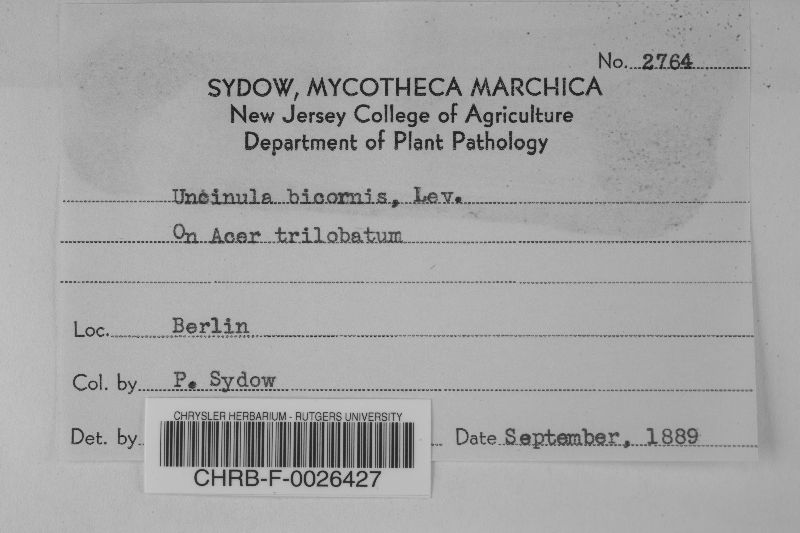 No. 2764
SYDOW, MYCOTHECA MARCHICA
New Jersey College of Agriculture
Department of Plant Pathology
Uncinula bicornis, Lev.
On Acer trilobatum
Loc. Berlin
Col. by P. Sydow
Det. by
Date September, 1889
CHRYSLER HERBARIUM - RUTGERS UNIVERSITY
CHRB-F-0026427